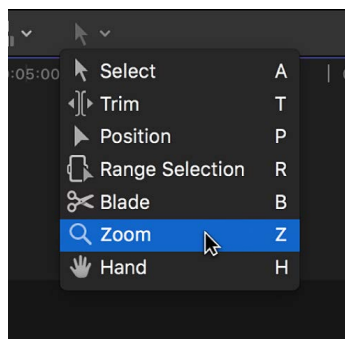 :05:00
Select A
Trim T
Position P
Range Selection R
Blade B
Zoom Z
Hand H